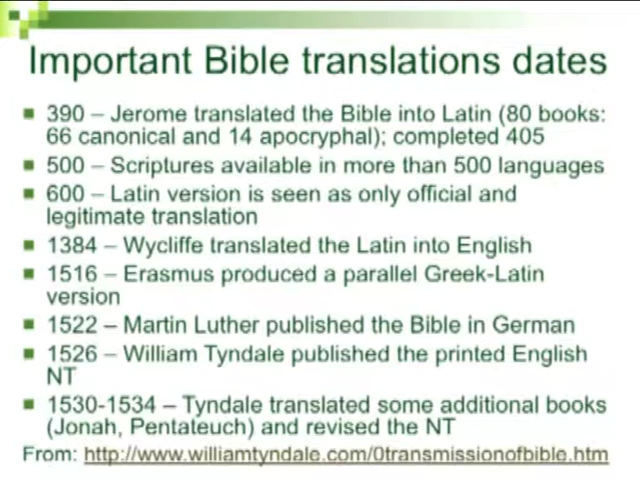 Important Bible translations dates
390 – Jerome translated the Bible into Latin (80 books:
66 canonical and 14 apocryphal); completed 405
500 – Scriptures available in more than 500 languages
600 – Latin version is seen as only official and
legitimate translation
1384 – Wycliffe translated the Latin into English
1516 – Erasmus produced a parallel Greek-Latin
version
1522 – Martin Luther published the Bible in German
1526 – William Tyndale published the printed English
NT
1530-1534 – Tyndale translated some additional books
(Jonah, Pentateuch) and revised the NT
From: http://www.williamtyndale.com/0transmissionofbible.htm